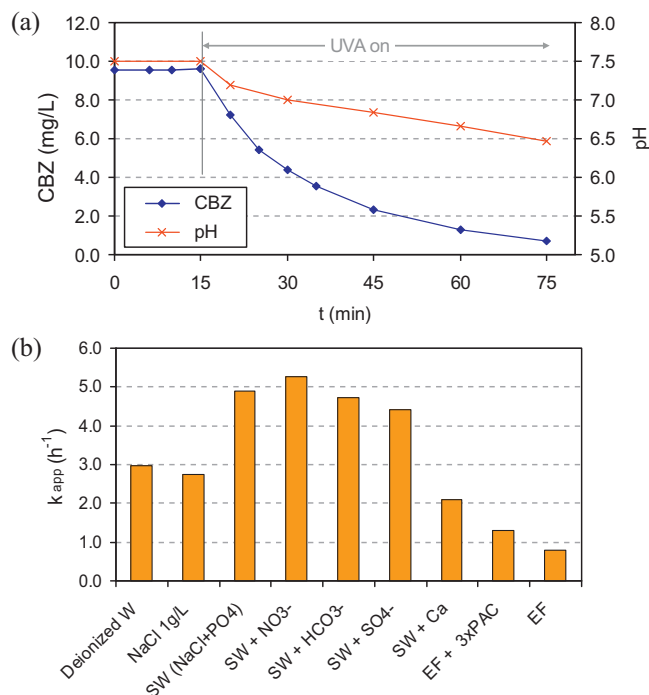 (a)
12.0
10.0
8.0
6.0
4.0
2.0
0.0
CBZ (mg/L)
UVA on
CBZ
pH
8.0
7.5
7.0
6.5
6.0
5.5
5.0
pH
0 15 30 45 60 75
t (min)
(b)
6.0
5.0
4.0
3.0
2.0
1.0
0.0
k app (h-1)
Deionized W
NaCl 1g/L
SW (NaCl+PO4)
SW + NO3-
SW + HCO3-
SW + SO4-
SW + Ca
EF + 3xPAC
EF